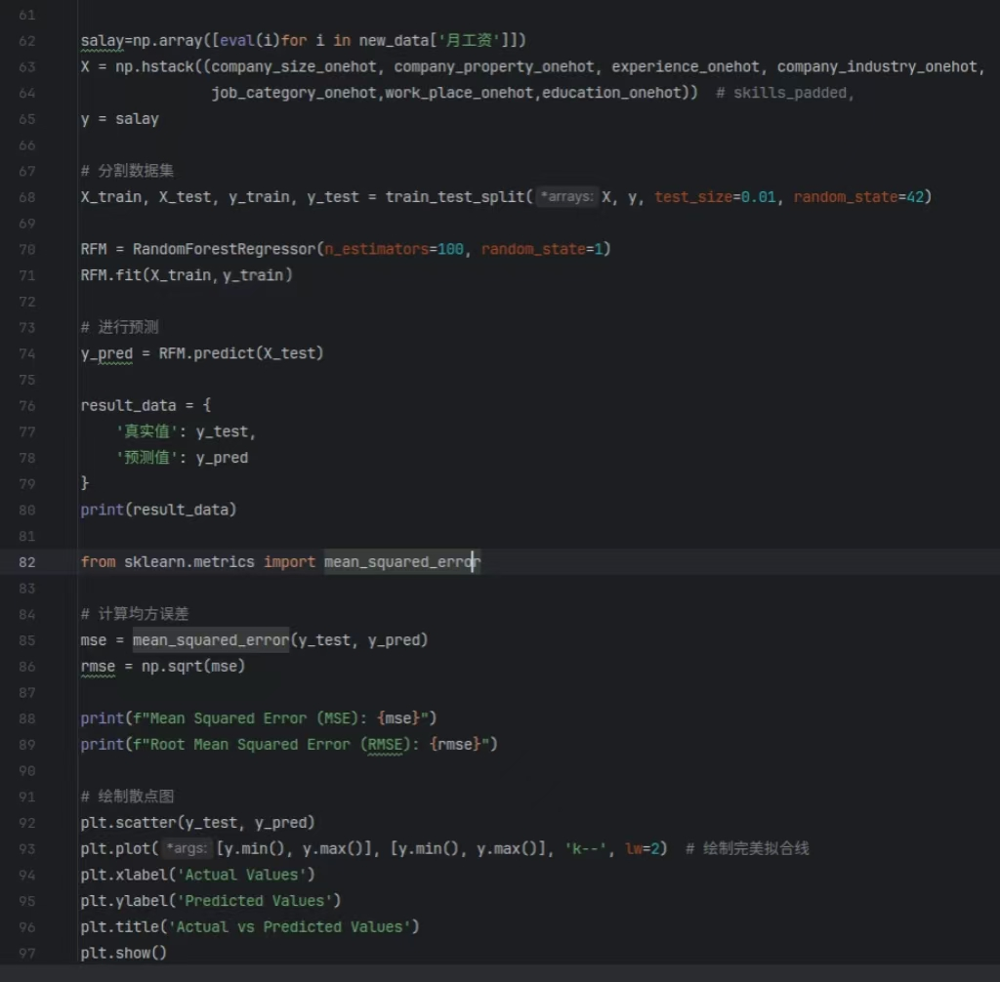 61
62 salay=np.array([eval(i)for i in new_data['月工资']])
63 X = np.hstack((company_size_onehot, company_property_onehot, experience_onehot, company_industry_onehot,
64 job_category_onehot,work_place_onehot,education_onehot)) # skills_padded,
65 y = salay
66
67 # 分割数据集
68 X_train, X_test, y_train, y_test = train_test_split( *arrays: X, y, test_size=0.01, random_state=42)
69
70 RFM = RandomForestRegressor(n_estimators=100, random_state=1)
71 RFM.fit(X_train,y_train)
72
73 # 进行预测
74 y_pred = RFM.predict(X_test)
75
76 result_data = {
77 '真实值': y_test,
78 '预测值': y_pred
79 }
80 print(result_data)
81
82 from sklearn.metrics import mean_squared_error
83
84 # 计算均方误差
85 mse = mean_squared_error(y_test, y_pred)
86 rmse = np.sqrt(mse)
87
88 print(f"Mean Squared Error (MSE): {mse}")
89 print(f"Root Mean Squared Error (RMSE): {rmse}")
90
91 # 绘制散点图
92 plt.scatter(y_test, y_pred)
93 plt.plot( *args: [y.min(), y.max()], [y.min(), y.max()], 'k--', lw=2) # 绘制完美拟合线
94 plt.xlabel('Actual Values')
95 plt.ylabel('Predicted Values')
96 plt.title('Actual vs Predicted Values')
97 plt.show()